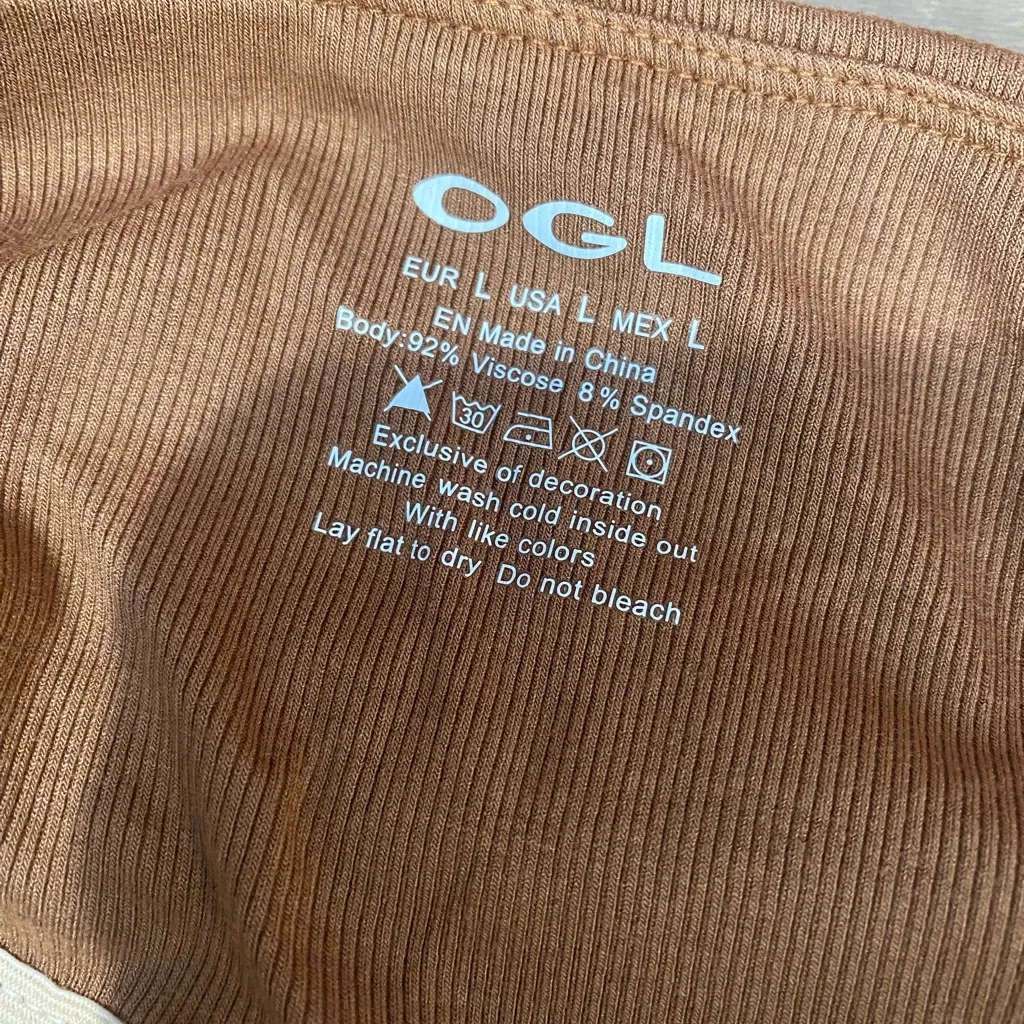 OGL
EUR L USA L MEX L
EN Made in China
Body:92% Viscose 8% Spandex
30
Exclusive of decoration
Machine wash cold inside out
With like colors
Lay flat to dry Do not bleach